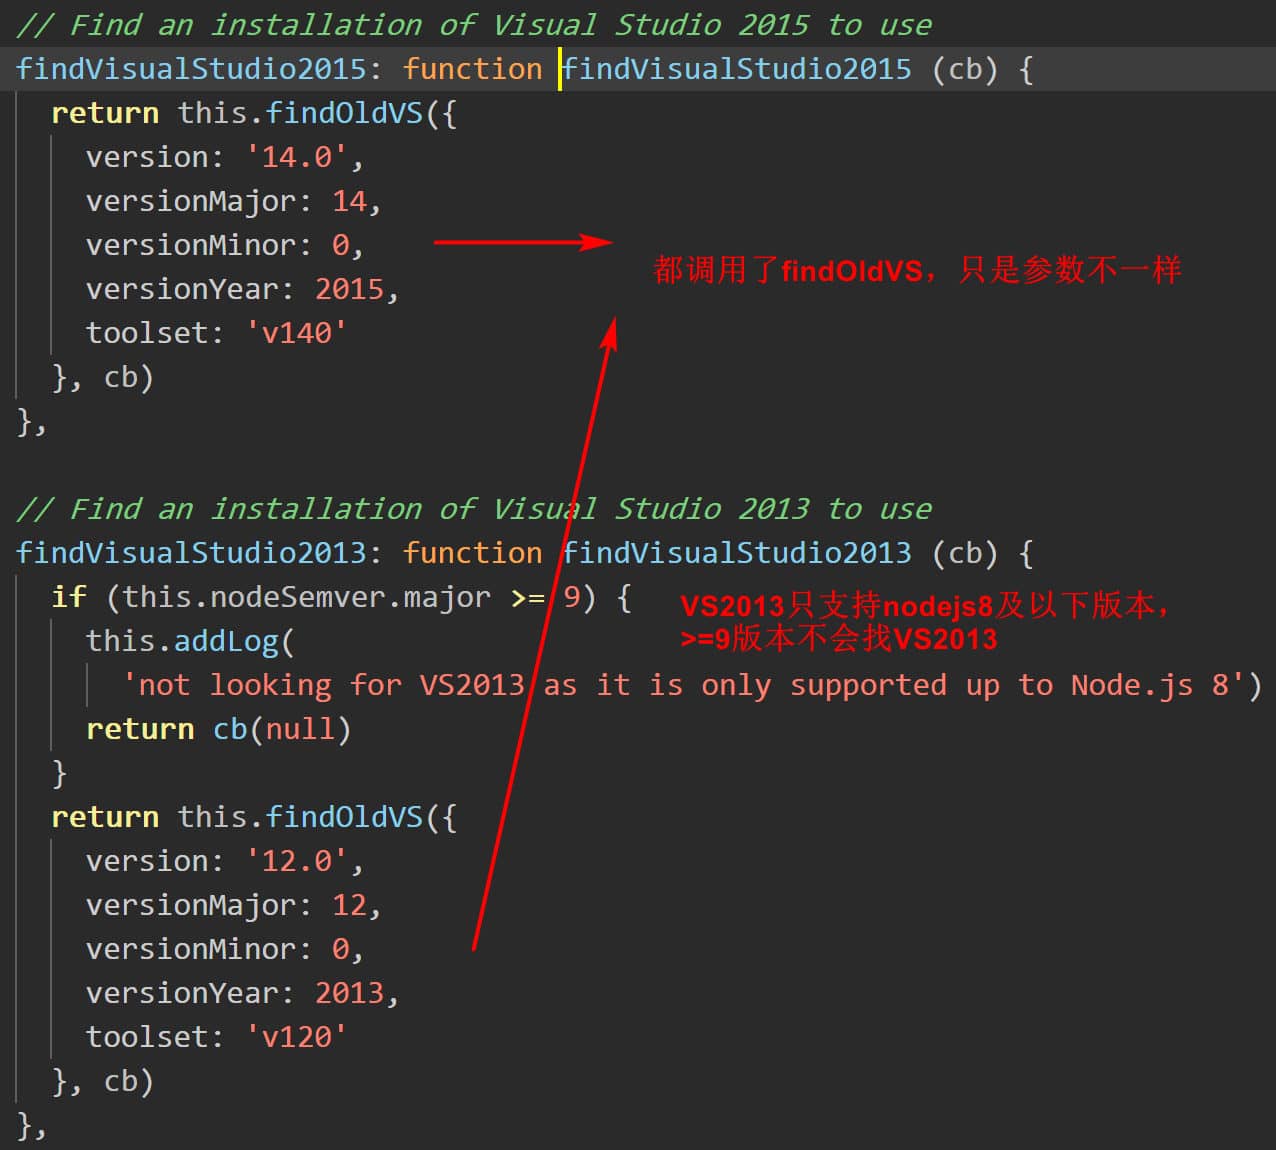 // Find an installation of Visual Studio 2015 to use
findVisualStudio2015: function findVisualStudio2015 (cb) {
return this.findOldVS({
version: '14.0',
versionMajor: 14,
versionMinor: 0,
versionYear: 2015,
都调用了findOldVS，只是参数不一样
toolset: 'v140'
}, cb)
},
// Find an installation of Visual Studio 2013 to use
findVisualStudio2013: function findVisualStudio2013 (cb) {
if (this.nodeSemver.major >= 9) {
VS2013只支持nodejs8及以下版本，
>=9版本不会找VS2013
this.addLog(
'not looking for VS2013 as it is only supported up to Node.js 8')
return cb(null)
}
return this.findOldVS({
version: '12.0',
versionMajor: 12,
versionMinor: 0,
versionYear: 2013,
toolset: 'v120'
}, cb)
},